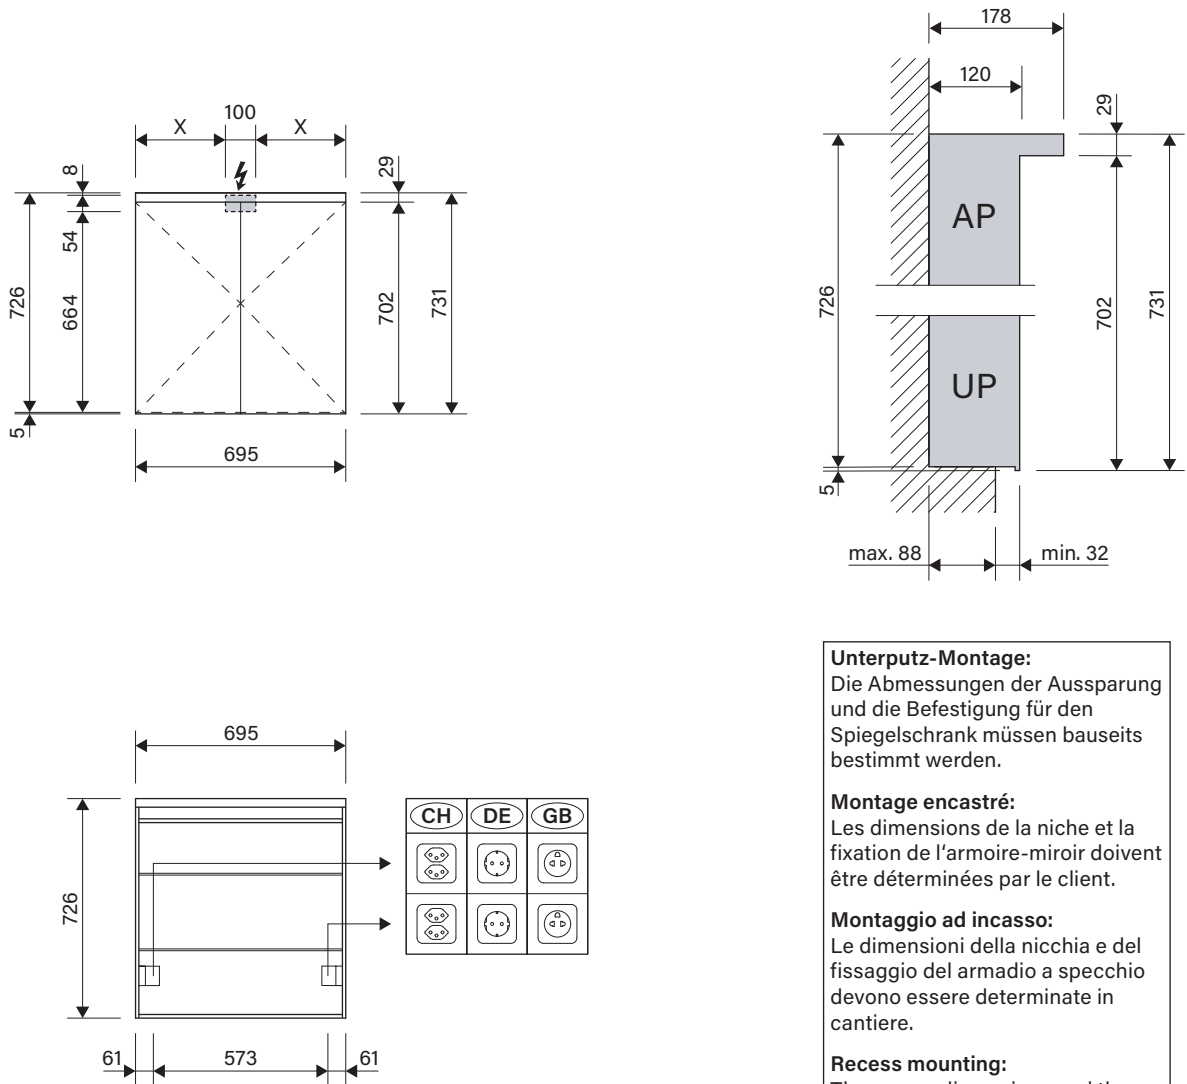 178
120
29
726
AP
UP
702
731
5
max. 88
min. 32
X
100
X
8
54
664
726
5
29
702
731
695
695
726
CH DE GB
61
573
61
Unterputz-Montage:
Die Abmessungen der Aussparung
und die Befestigung für den
Spiegelschrank müssen bauseits
bestimmt werden.
Montage encastré:
Les dimensions de la niche et la
fixation de l‘armoire-miroir doivent
être déterminées par le client.
Montaggio ad incasso:
Le dimensioni della nicchia e del
fissaggio del armadio a specchio
devono essere determinate in
cantiere.
Recess mounting: